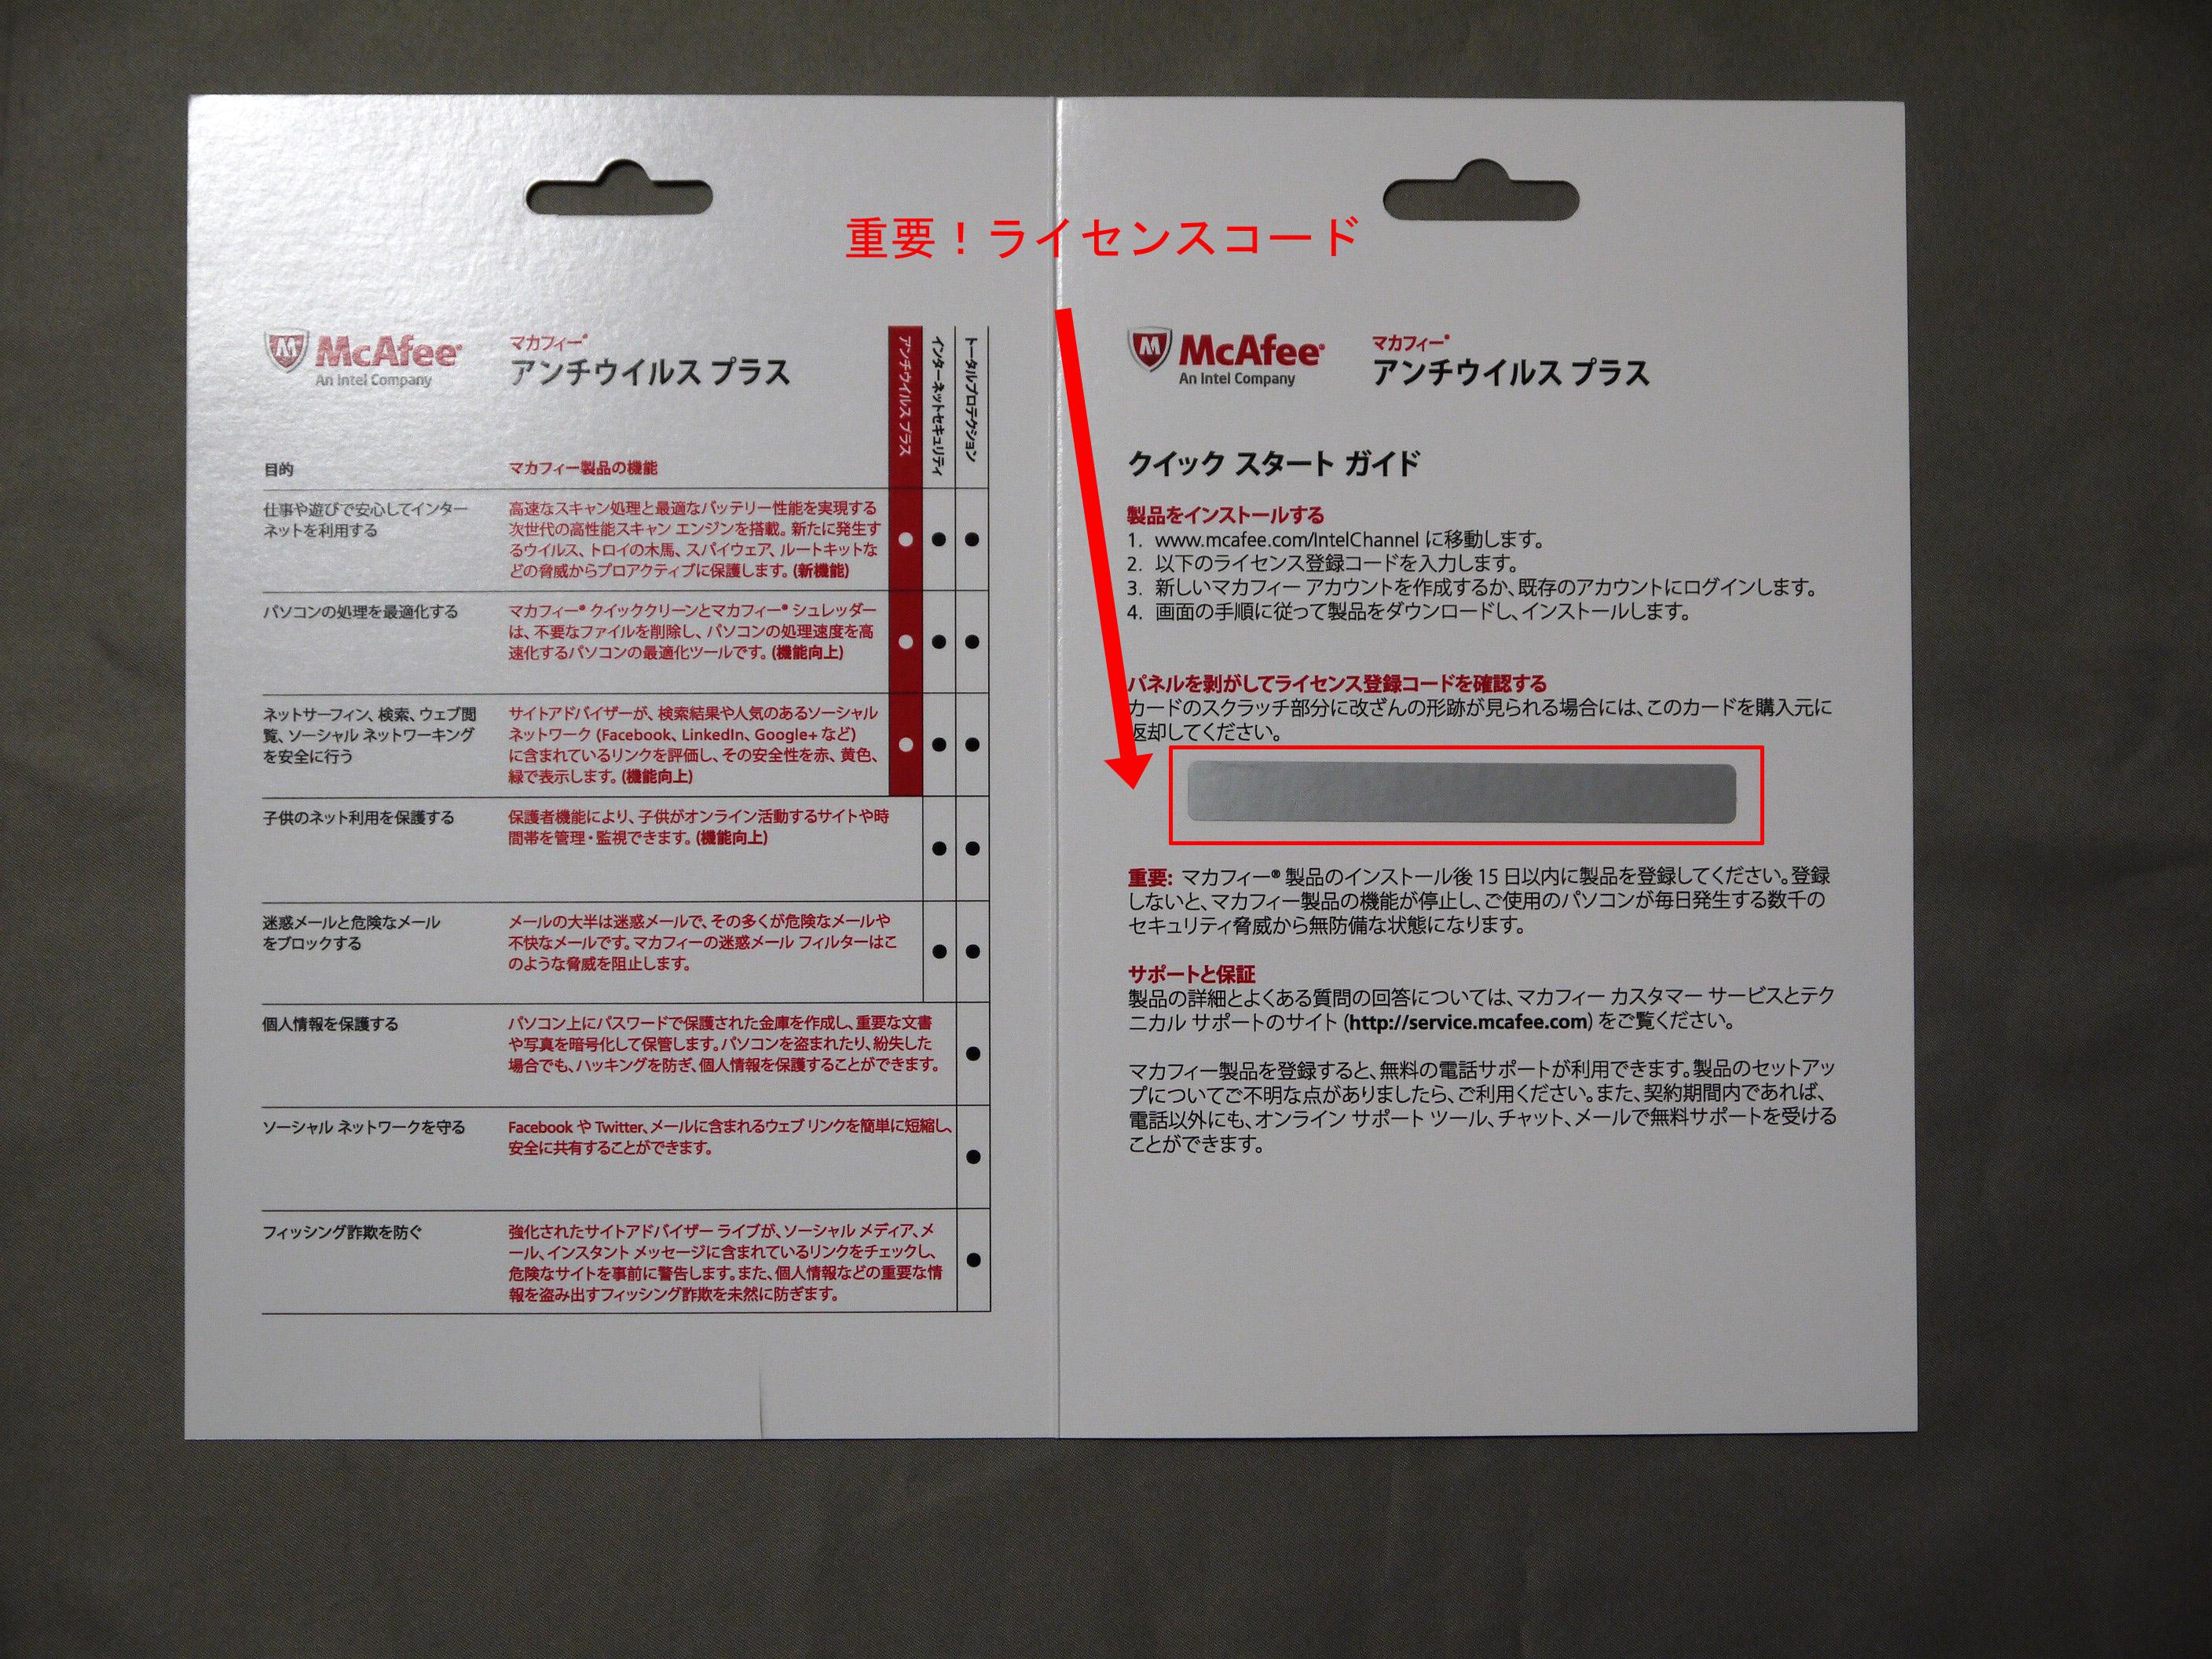 重要！ライセンスコード
McAfee
An Intel Company
マカフィー®
アンチウイルス プラス
アンチウイルス プラス
インターネットセキュリティ
トータルプロテクション
目的
マカフィー製品の機能
仕事や遊びで安心してインター
ネットを利用する
高速なスキャン処理と最適なバッテリー性能を実現する
次世代の高性能スキャン エンジンを搭載。新たに発生す
るウイルス、トロイの木馬、スパイウェア、ルートキットな
どの脅威からプロアクティブに保護します。(新機能)
● ● ●
パソコンの処理を最適化する
マカフィー® クイッククリーンとマカフィー® シュレッダー
は、不要なファイルを削除し、パソコンの処理速度を高
速化するパソコンの最適化ツールです。(機能向上)
● ● ●
ネットサーフィン、検索、ウェブ閲
覧、ソーシャル ネットワーキング
を安全に行う
サイトアドバイザーが、検索結果や人気のあるソーシャル
ネットワーク (Facebook、LinkedIn、Google+ など)
に含まれているリンクを評価し、その安全性を赤、黄色、
緑で表示します。(機能向上)
● ● ●
子供のネット利用を保護する
保護者機能により、子供がオンライン活動するサイトや時
間帯を管理・監視できます。(機能向上)
● ●
迷惑メールと危険なメール
をブロックする
メールの大半は迷惑メールで、その多くが危険なメールや
不快なメールです。マカフィーの迷惑メール フィルターはこ
のような脅威を阻止します。
● ●
個人情報を保護する
パソコン上にパスワードで保護された金庫を作成し、重要な文書
や写真を暗号化して保管します。パソコンを盗まれたり、紛失した
場合でも、ハッキングを防ぎ、個人情報を保護することができます。
●
ソーシャル ネットワークを守る
Facebook や Twitter、メールに含まれるウェブ リンクを簡単に短縮し、
安全に共有することができます。
●
フィッシング詐欺を防ぐ
強化されたサイトアドバイザー ライブが、ソーシャル メディア、メ
ール、インスタント メッセージに含まれているリンクをチェックし、
危険なサイトを事前に警告します。また、個人情報などの重要な情
報を盗み出すフィッシング詐欺を未然に防ぎます。
●
McAfee
An Intel Company
マカフィー®
アンチウイルス プラス
クイック スタート ガイド
製品をインストールする
1. www.mcafee.com/IntelChannel に移動します。
2. 以下のライセンス登録コードを入力します。
3. 新しいマカフィー アカウントを作成するか、既存のアカウントにログインします。
4. 画面の手順に従って製品をダウンロードし、インストールします。
パネルを剥がしてライセンス登録コードを確認する
カードのスクラッチ部分に改ざんの形跡が見られる場合には、このカードを購入元に
返却してください。
重要: マカフィー® 製品のインストール後 15 日以内に製品を登録してください。登録
しないと、マカフィー製品の機能が停止し、ご使用のパソコンが毎日発生する数千の
セキュリティ脅威から無防備な状態になります。
サポートと保証
製品の詳細とよくある質問の回答については、マカフィー カスタマー サービスとテク
ニカル サポートのサイト (http://service.mcafee.com) をご覧ください。
マカフィー製品を登録すると、無料の電話サポートが利用できます。製品のセットアッ
プについてご不明な点がありましたら、ご利用ください。また、契約期間内であれば、
電話以外にも、オンライン サポート ツール、チャット、メールで無料サポートを受ける
ことができます。